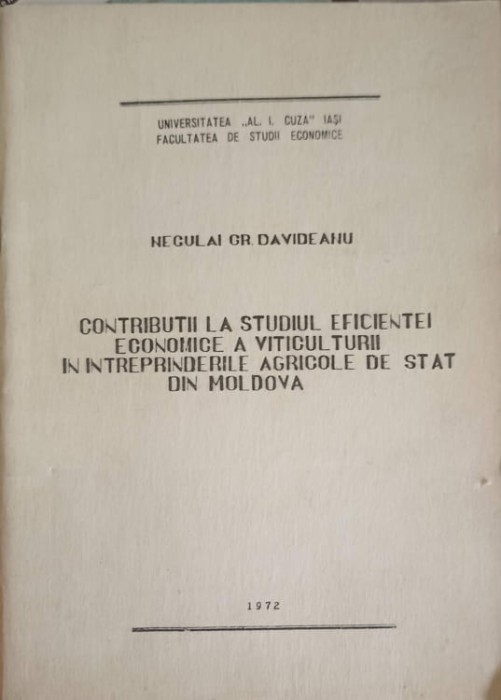 UNIVERSITATEA „AL. I. CUZA" IAȘI
FACULTATEA DE STUDII ECONOMICE
NECULAI GR. DAVIDEANU
CONTRIBUTII LA STUDIUL EFICIENTEI
ECONOMICE A VITICULTURII
IN INTREPRINDERILE AGRICOLE DE STAT
DIN MOLDOVA
1972